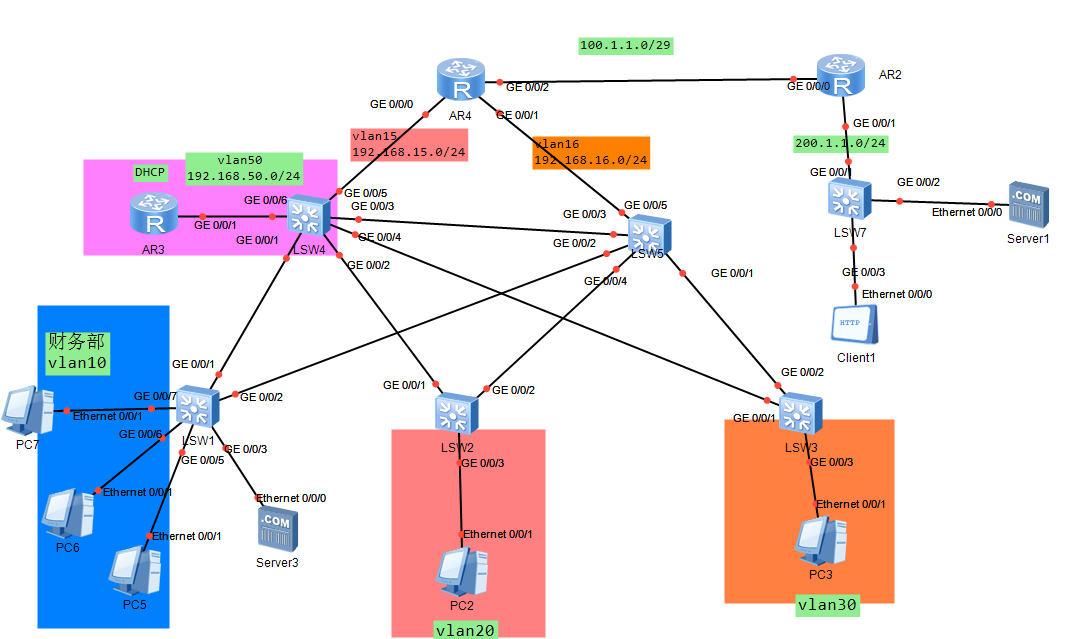 100.1.1.0/29
AR2
GE 0/0/2
GE 0/0/0
GE 0/0/0
AR4
GE 0/0/1
GE 0/0/1
vlan15
192.168.15.0/24
vlan16
192.168.16.0/24
200.1.1.0/24
vlan50
192.168.50.0/24
DHCP
GE 0/0/1
GE 0/0/2
GE 0/0/5
GE 0/0/6
GE 0/0/3
GE 0/0/3
GE 0/0/5
Ethernet 0/0/0
GE 0/0/1
LSW7
Server1
GE 0/0/1
GE 0/0/4
GE 0/0/2
AR3
LSW4
LSW5
GE 0/0/2
GE 0/0/4
GE 0/0/1
GE 0/0/3
Ethernet 0/0/0
HTTP
Client1
财务部
vlan10
GE 0/0/1
GE 0/0/1
GE 0/0/2
GE 0/0/2
GE 0/0/7
GE 0/0/2
Ethernet 0/0/1
GE 0/0/1
PC7
GE 0/0/6
LSW1
GE 0/0/3
LSW2
LSW3
GE 0/0/5
GE 0/0/3
GE 0/0/3
Ethernet 0/0/1
Ethernet 0/0/0
Ethernet 0/0/1
.COM
.COM
Ethernet 0/0/1
Ethernet 0/0/1
PC6
Server3
PC3
PC5
PC2
vlan30
vlan20